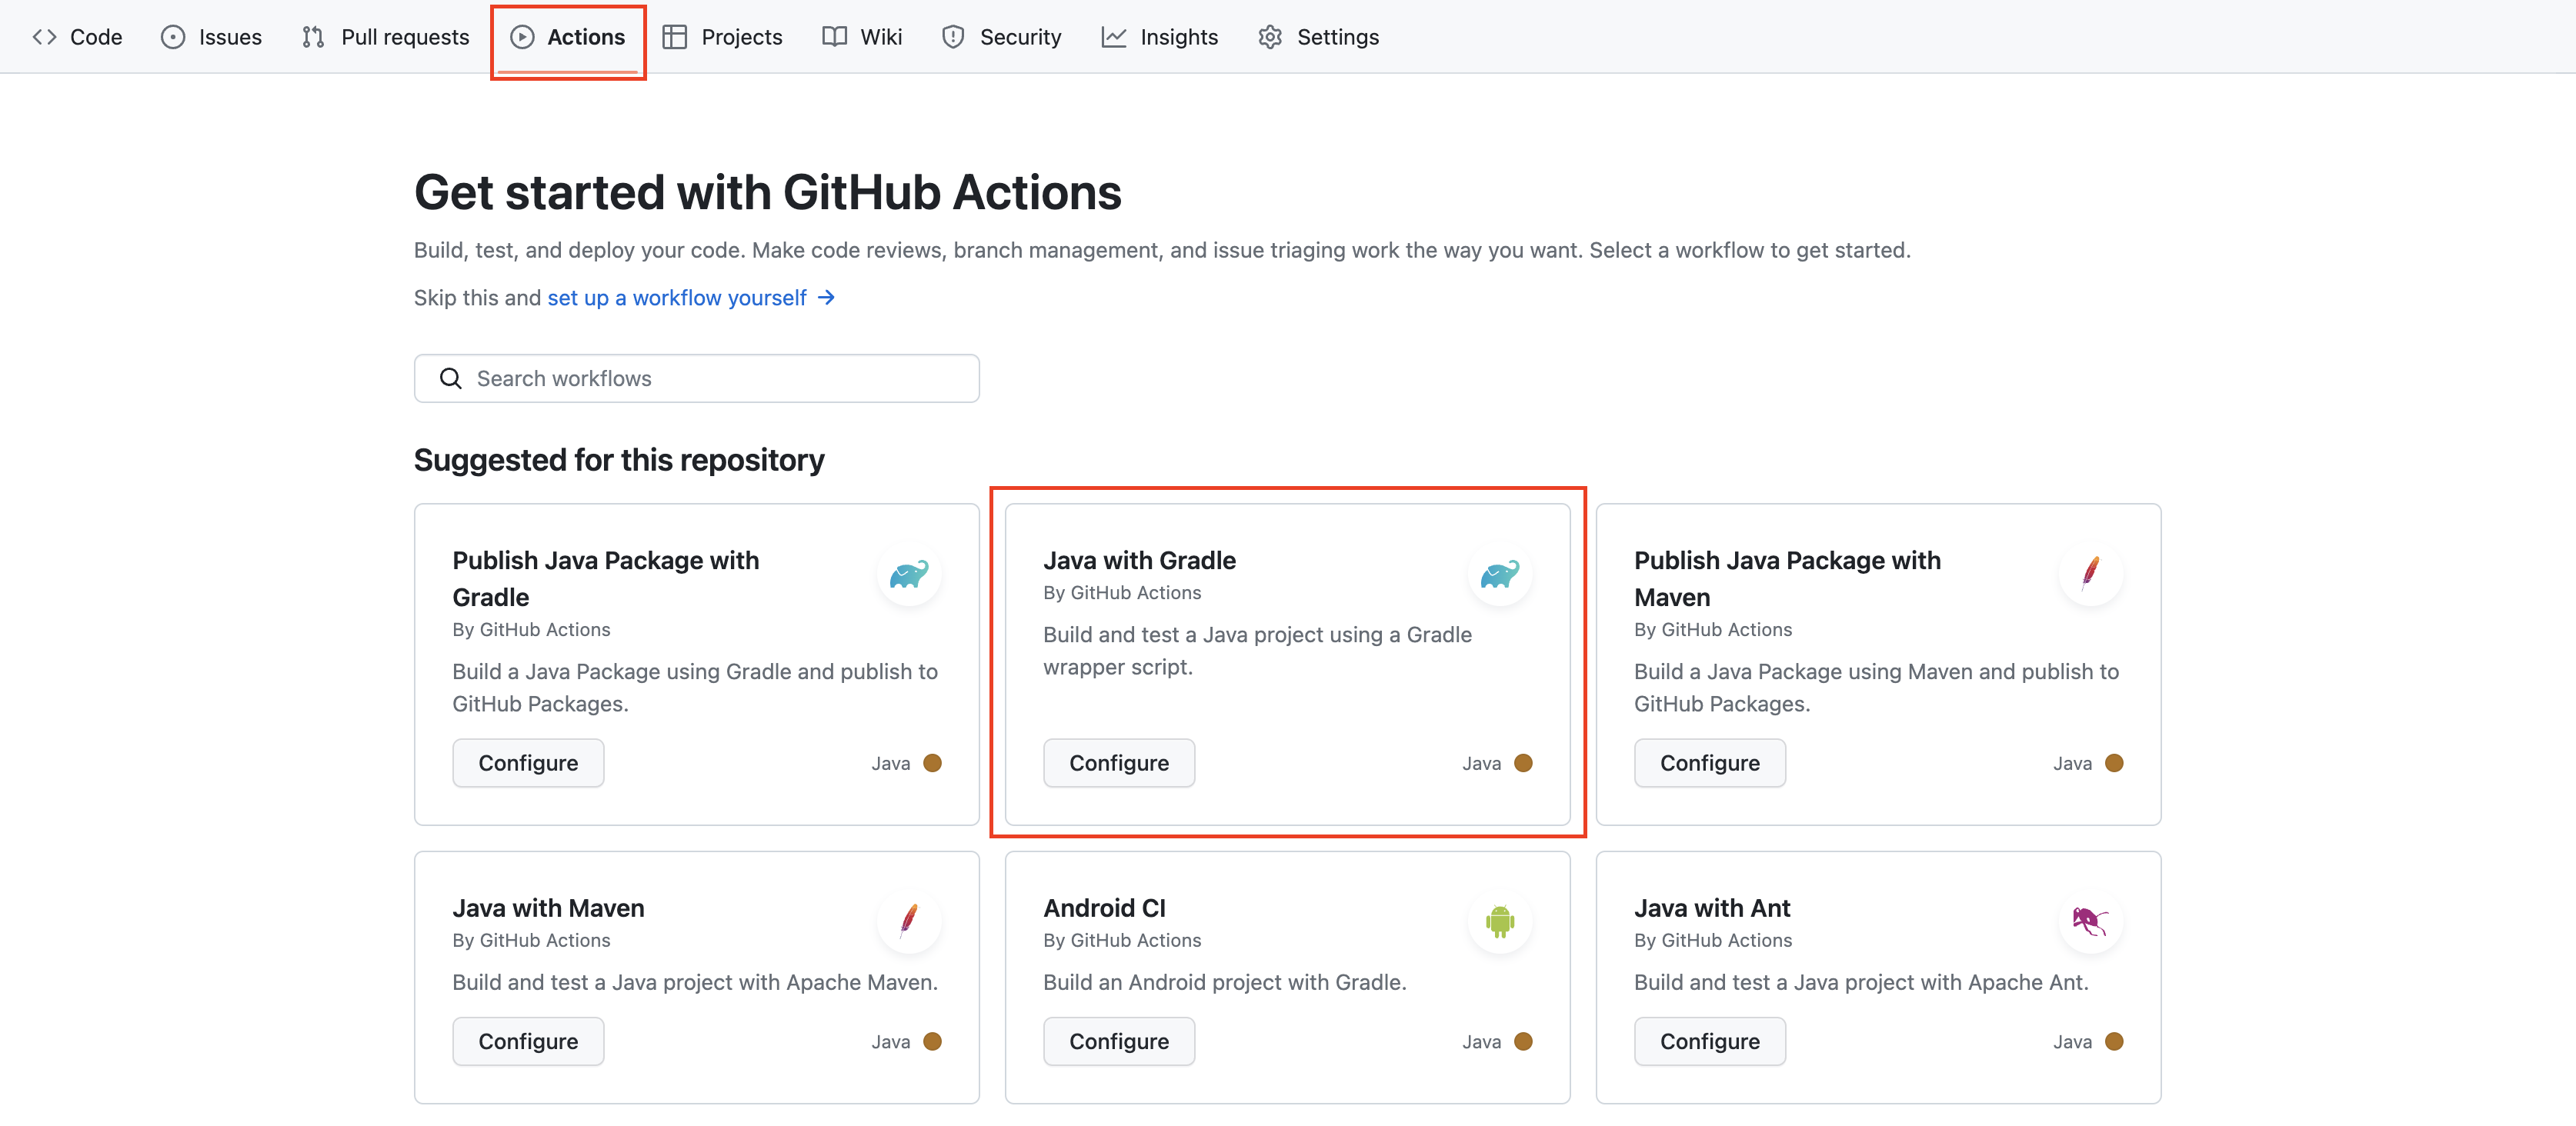 Code Issues Pull requests Actions Projects Wiki Security Insights Settings
Get started with GitHub Actions
Build, test, and deploy your code. Make code reviews, branch management, and issue triaging work the way you want. Select a workflow to get started.
Skip this and set up a workflow yourself →
Search workflows
Suggested for this repository
Publish Java Package with
Gradle
By GitHub Actions
Build a Java Package using Gradle and publish to
GitHub Packages.
Configure Java
Java with Gradle
By GitHub Actions
Build and test a Java project using a Gradle
wrapper script.
Configure Java
Publish Java Package with
Maven
By GitHub Actions
Build a Java Package using Maven and publish to
GitHub Packages.
Configure Java
Java with Maven
By GitHub Actions
Build and test a Java project with Apache Maven.
Configure Java
Android CI
By GitHub Actions
Build an Android project with Gradle.
Configure Java
Java with Ant
By GitHub Actions
Build and test a Java project with Apache Ant.
Configure Java